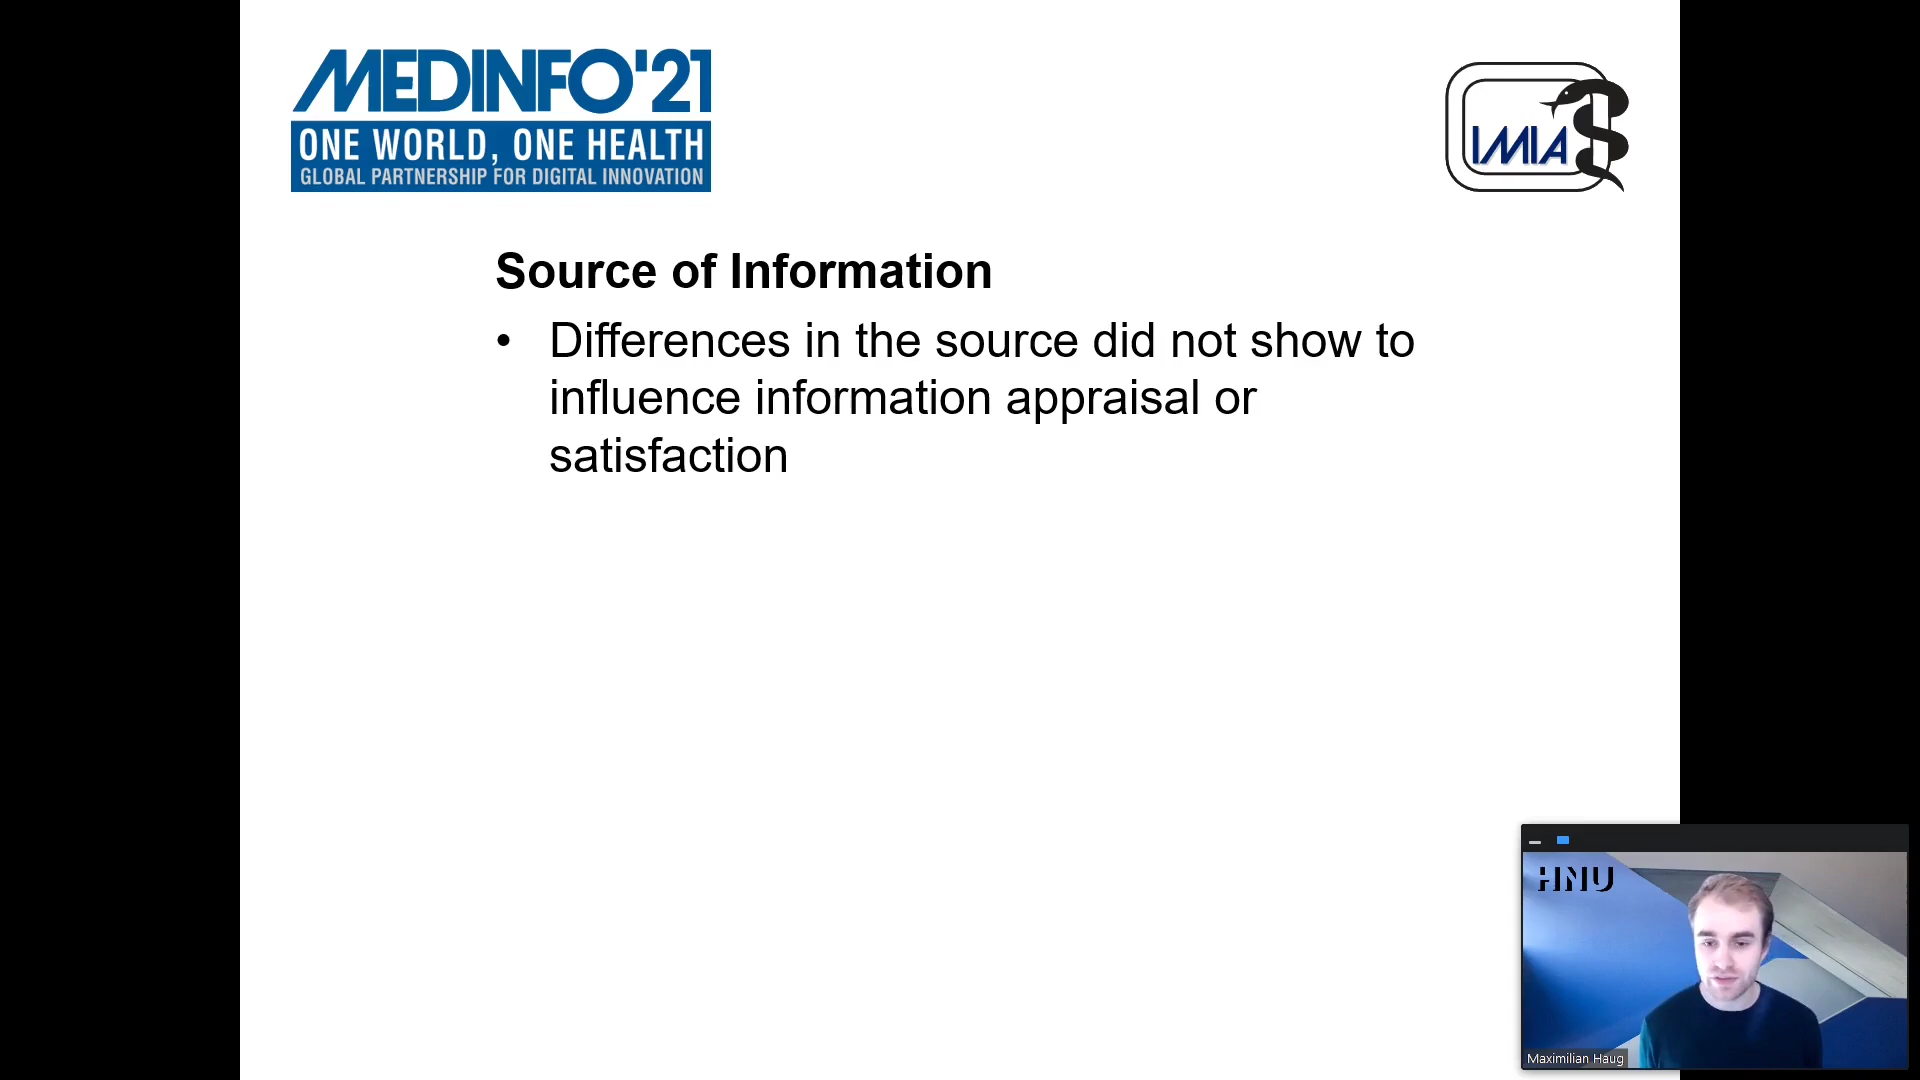 MEDINFO'21
ONE WORLD, ONE HEALTH
GLOBAL PARTNERSHIP FOR DIGITAL INNOVATION
IMIA
Source of Information
• Differences in the source did not show to
influence information appraisal or
satisfaction
HNU
Maximilian Haug